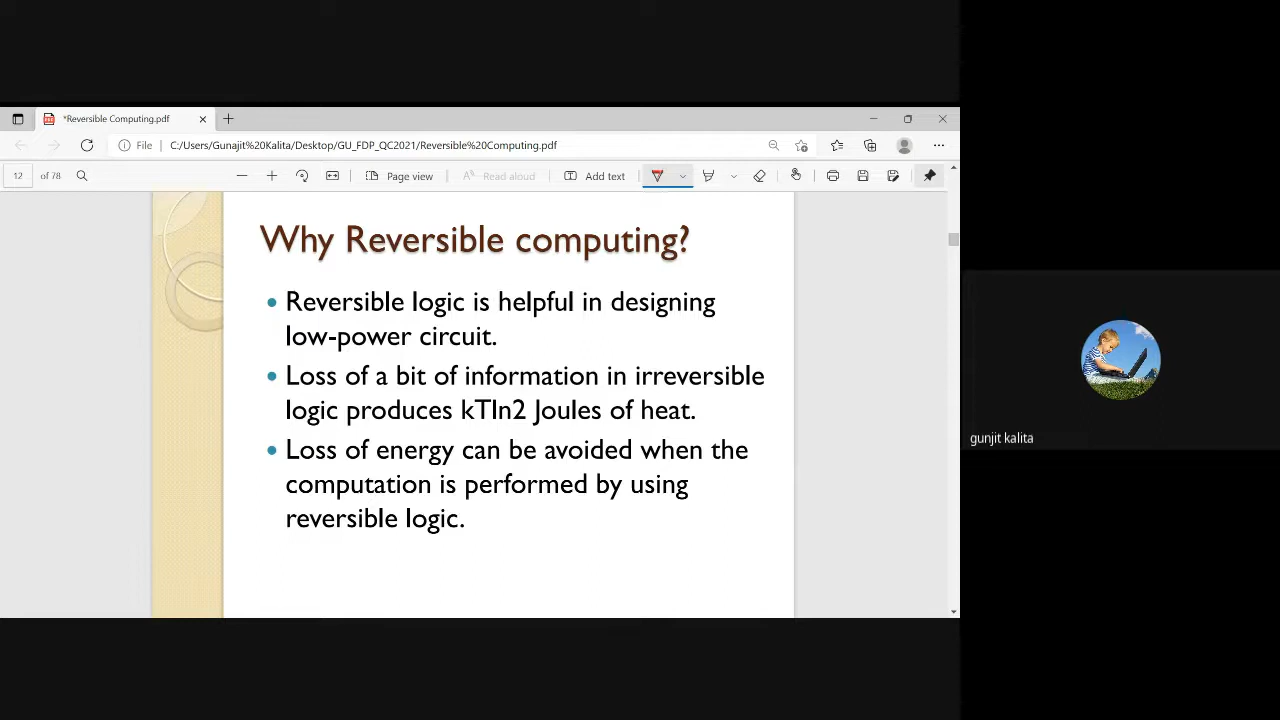 *Reversible Computing.pdf
File
C:/Users/Gunajit%20Kalita/Desktop/GU_FDP_QC2021/Reversible%20Computing.pdf
12 of 78
Page view
Read aloud
Add text
Why Reversible computing?
• Reversible logic is helpful in designing
low-power circuit.
• Loss of a bit of information in irreversible
logic produces kTln2 Joules of heat.
• Loss of energy can be avoided when the
computation is performed by using
reversible logic.
gunjit kalita